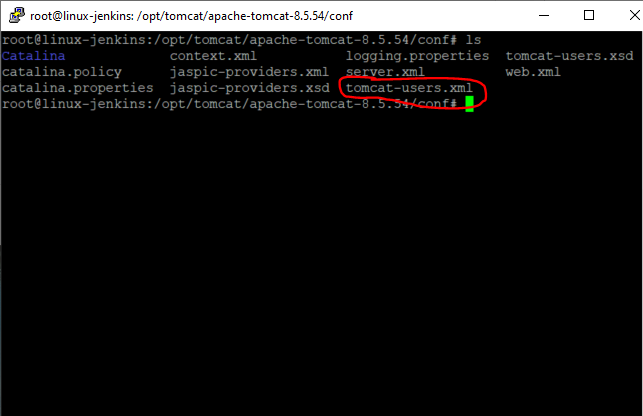 root@linux-jenkins: /opt/tomcat/apache-tomcat-8.5.54/conf
root@linux-jenkins:/opt/tomcat/apache-tomcat-8.5.54/conf# ls
Catalina context.xml logging.properties tomcat-users.xsd
catalina.policy jaspic-providers.xml server.xml web.xml
catalina.properties jaspic-providers.xsd tomcat-users.xml
root@linux-jenkins:/opt/tomcat/apache-tomcat-8.5.54/conf#